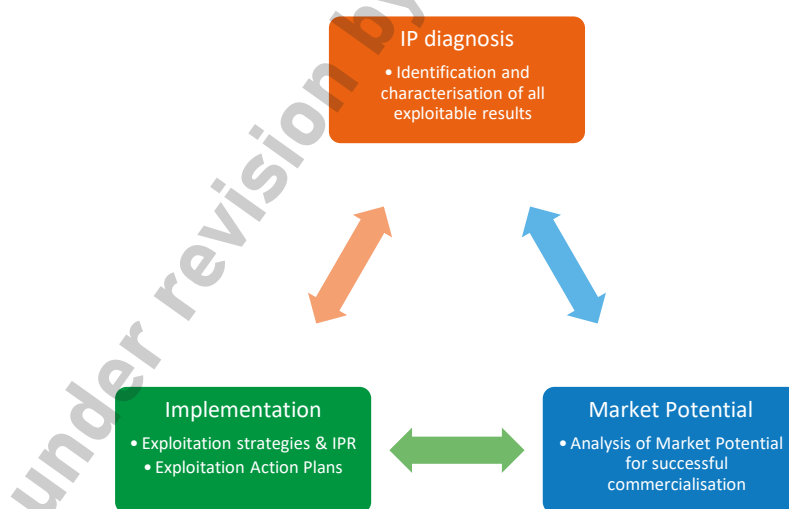 under revision by
IP diagnosis
• Identification and
characterisation of all
exploitable results
Implementation
• Exploitation strategies & IPR
• Exploitation Action Plans
Market Potential
• Analysis of Market Potential
for successful
commercialisation